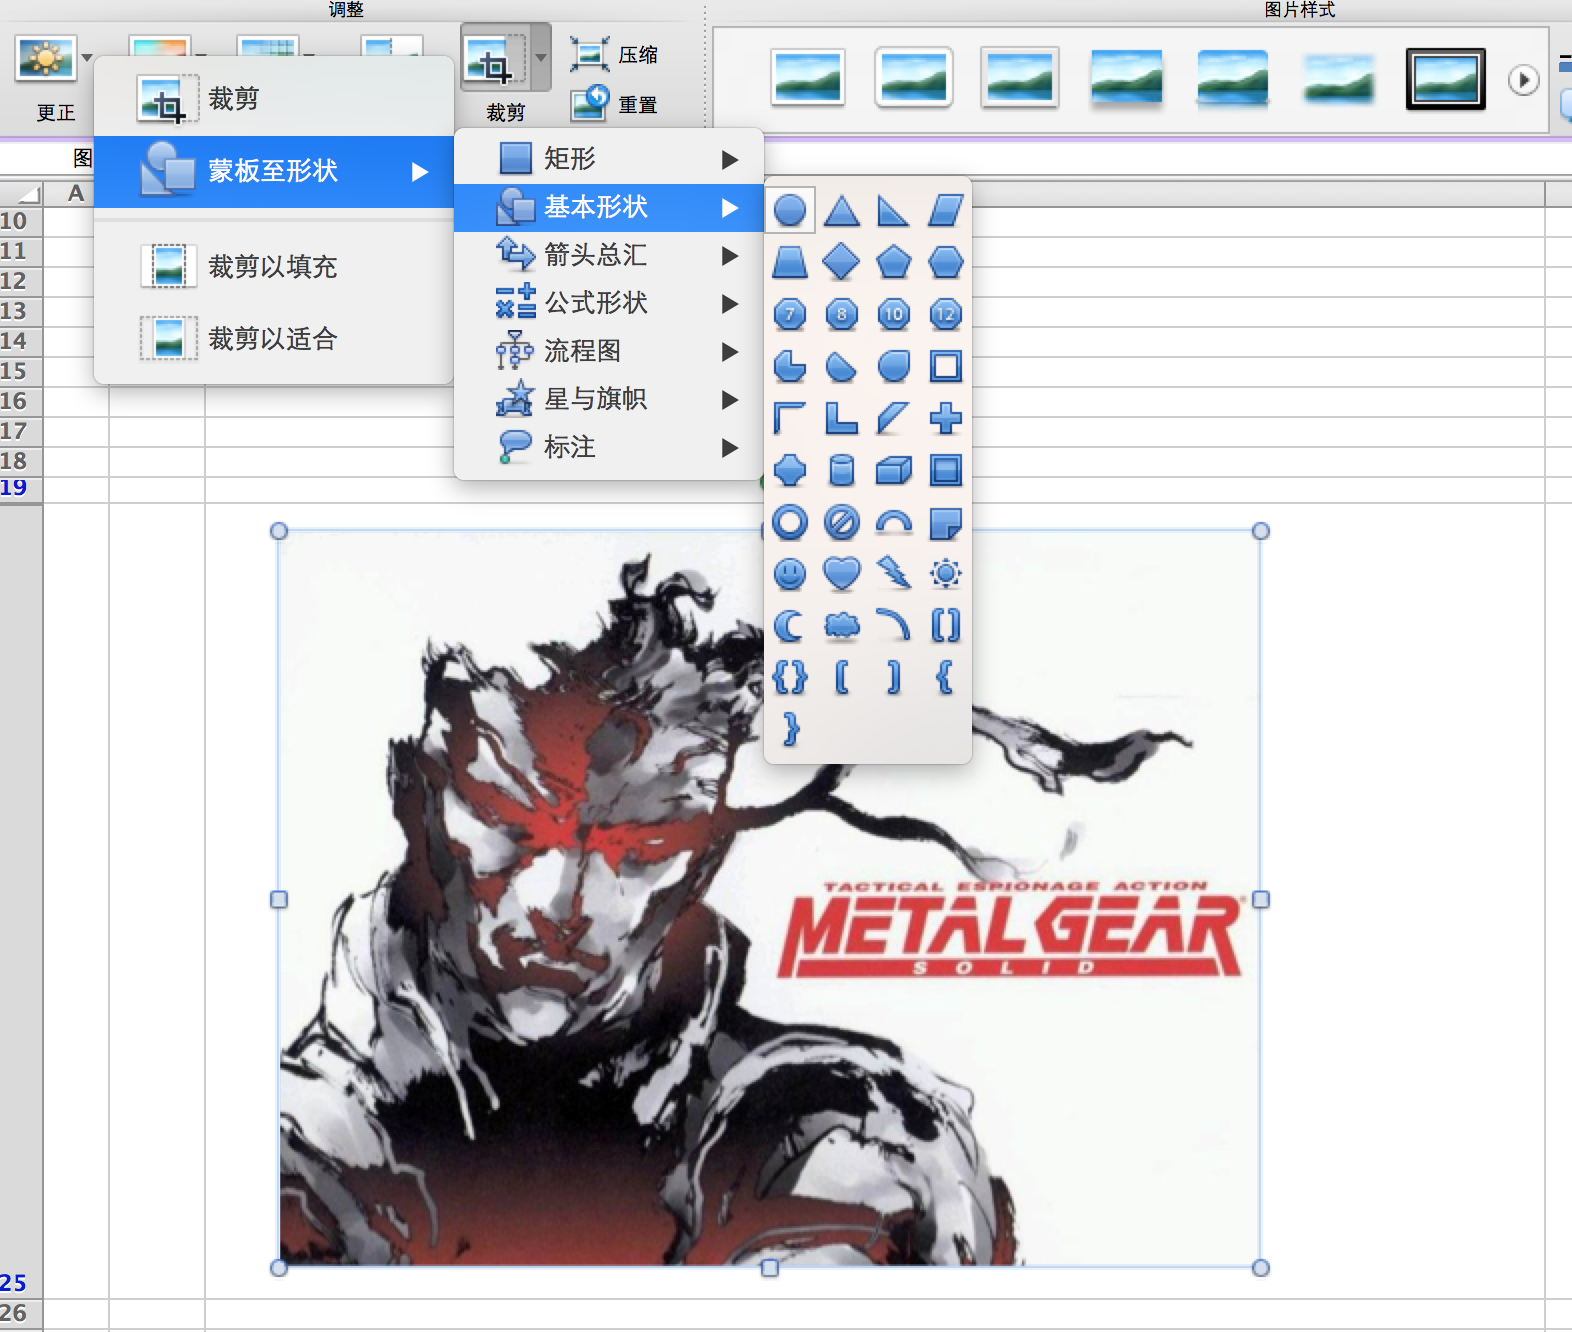 调整
图片样式
更正
裁剪
压缩
重置
裁剪
蒙板至形状
裁剪以填充
裁剪以适合
矩形
基本形状
箭头总汇
公式形状
流程图
星与旗帜
标注
7 8 10 12
图
A
10
11
12
13
14
15
16
17
18
19
25
26
TACTICAL ESPIONAGE ACTION
METAL GEAR
SOLID